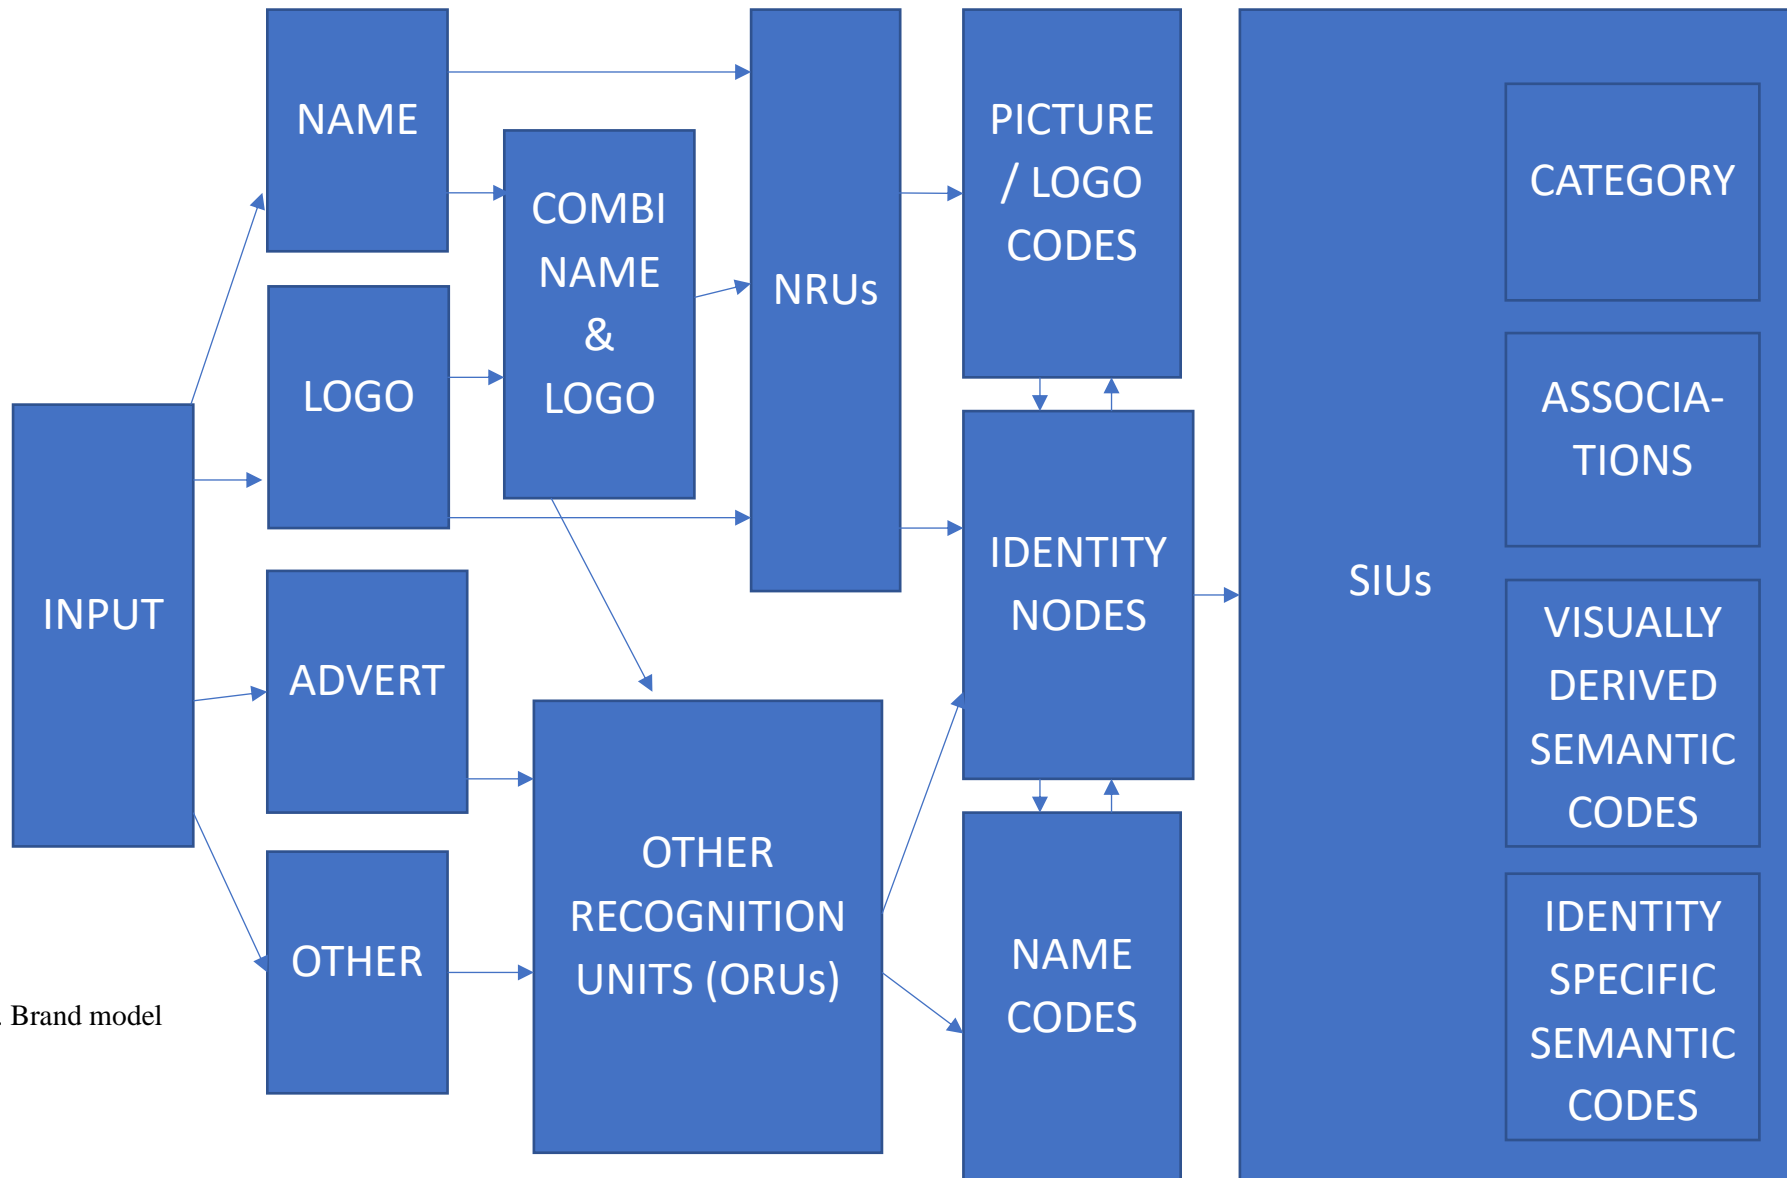 INPUT
NAME
LOGO
ADVERT
OTHER
COMBI
NAME
&
LOGO
NRUs
OTHER
RECOGNITION
UNITS (ORUs)
PICTURE
/ LOGO
CODES
IDENTITY
NODES
NAME
CODES
SIUs
CATEGORY
ASSOCIA-
TIONS
VISUALLY
DERIVED
SEMANTIC
CODES
IDENTITY
SPECIFIC
SEMANTIC
CODES
. Brand model